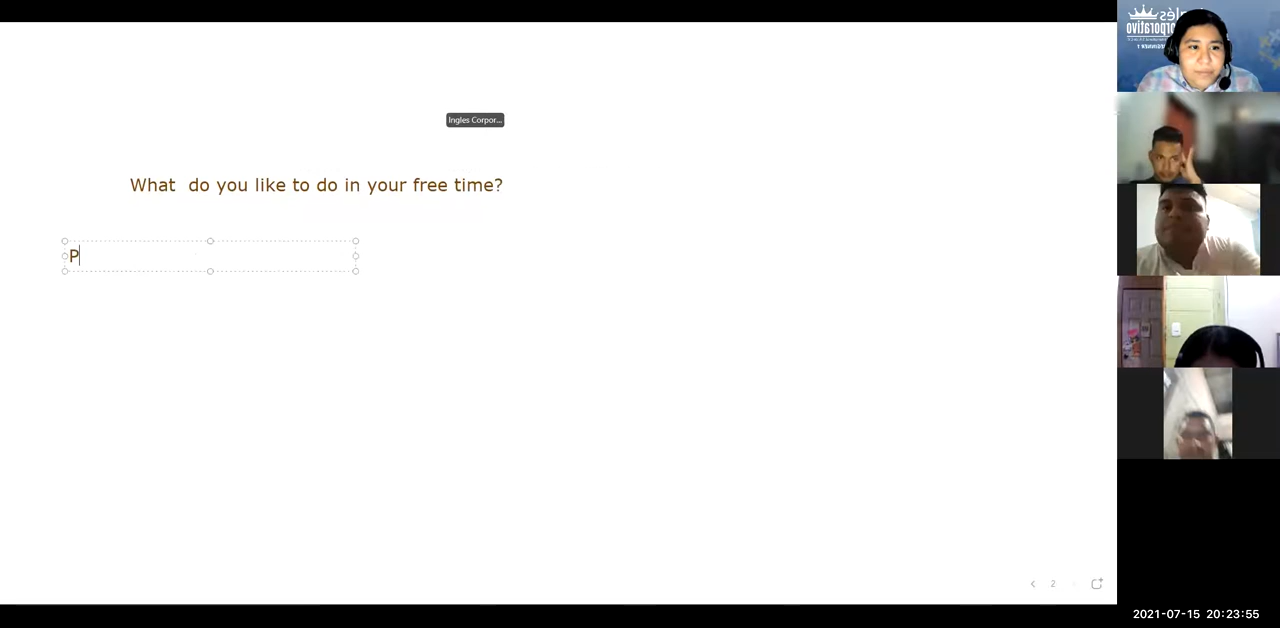 Ingles Corpor...
What  do you like to do in your free time?
P
2
2021-07-15 20:23:55